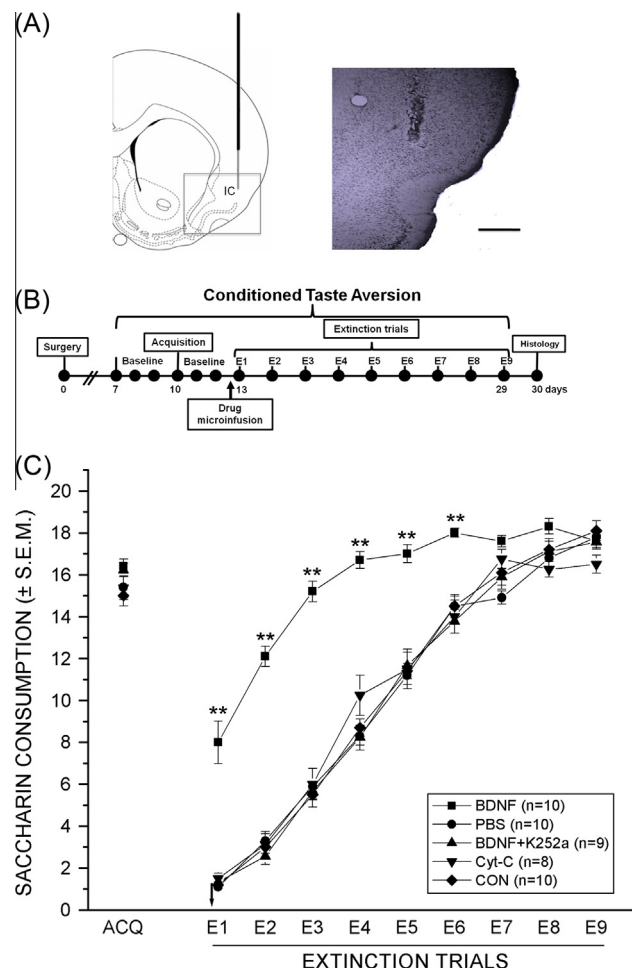 (A)
IC
(B)
Conditioned Taste Aversion
Extinction trials
Surgery
Baseline
Acquisition
Baseline
E1 E2 E3 E4 E5 E6 E7 E8 E9
Histology
0 7 10 13 29 30 days
Drug
microinfusion
(C)
SACCHARIN CONSUMPTION (± S.E.M.)
20
18
16
14
12
10
8
6
4
2
0
** ** ** ** ** **
BDNF (n=10)
PBS (n=10)
BDNF+K252a (n=9)
Cyt-C (n=8)
CON (n=10)
ACQ E1 E2 E3 E4 E5 E6 E7 E8 E9
EXTINCTION TRIALS